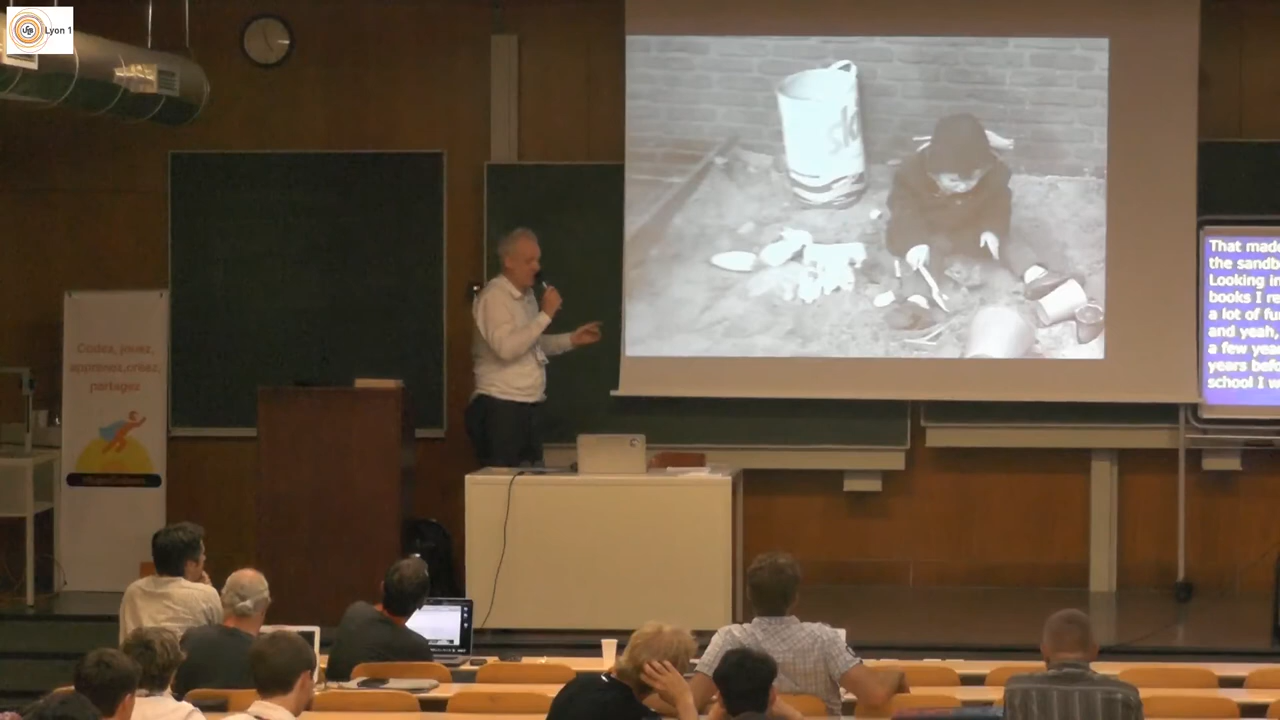 Lyon 1
Codez, jouez,
apprenez, créez,
partagez
That made
the sandb
Looking in
books I re
a lot of fu
and yeah,
a few yea
years befo
school I w